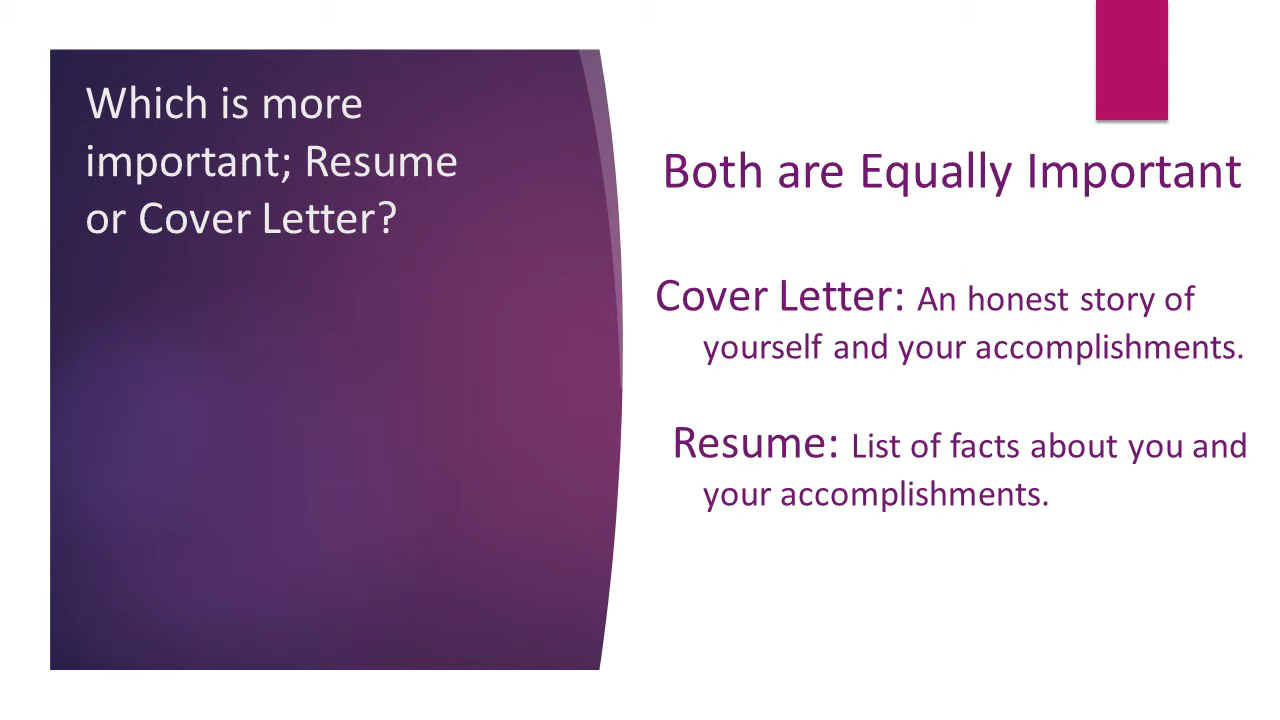 Which is more
important; Resume
or Cover Letter?
Both are Equally Important
Cover Letter: An honest story of
yourself and your accomplishments.
Resume: List of facts about you and
your accomplishments.